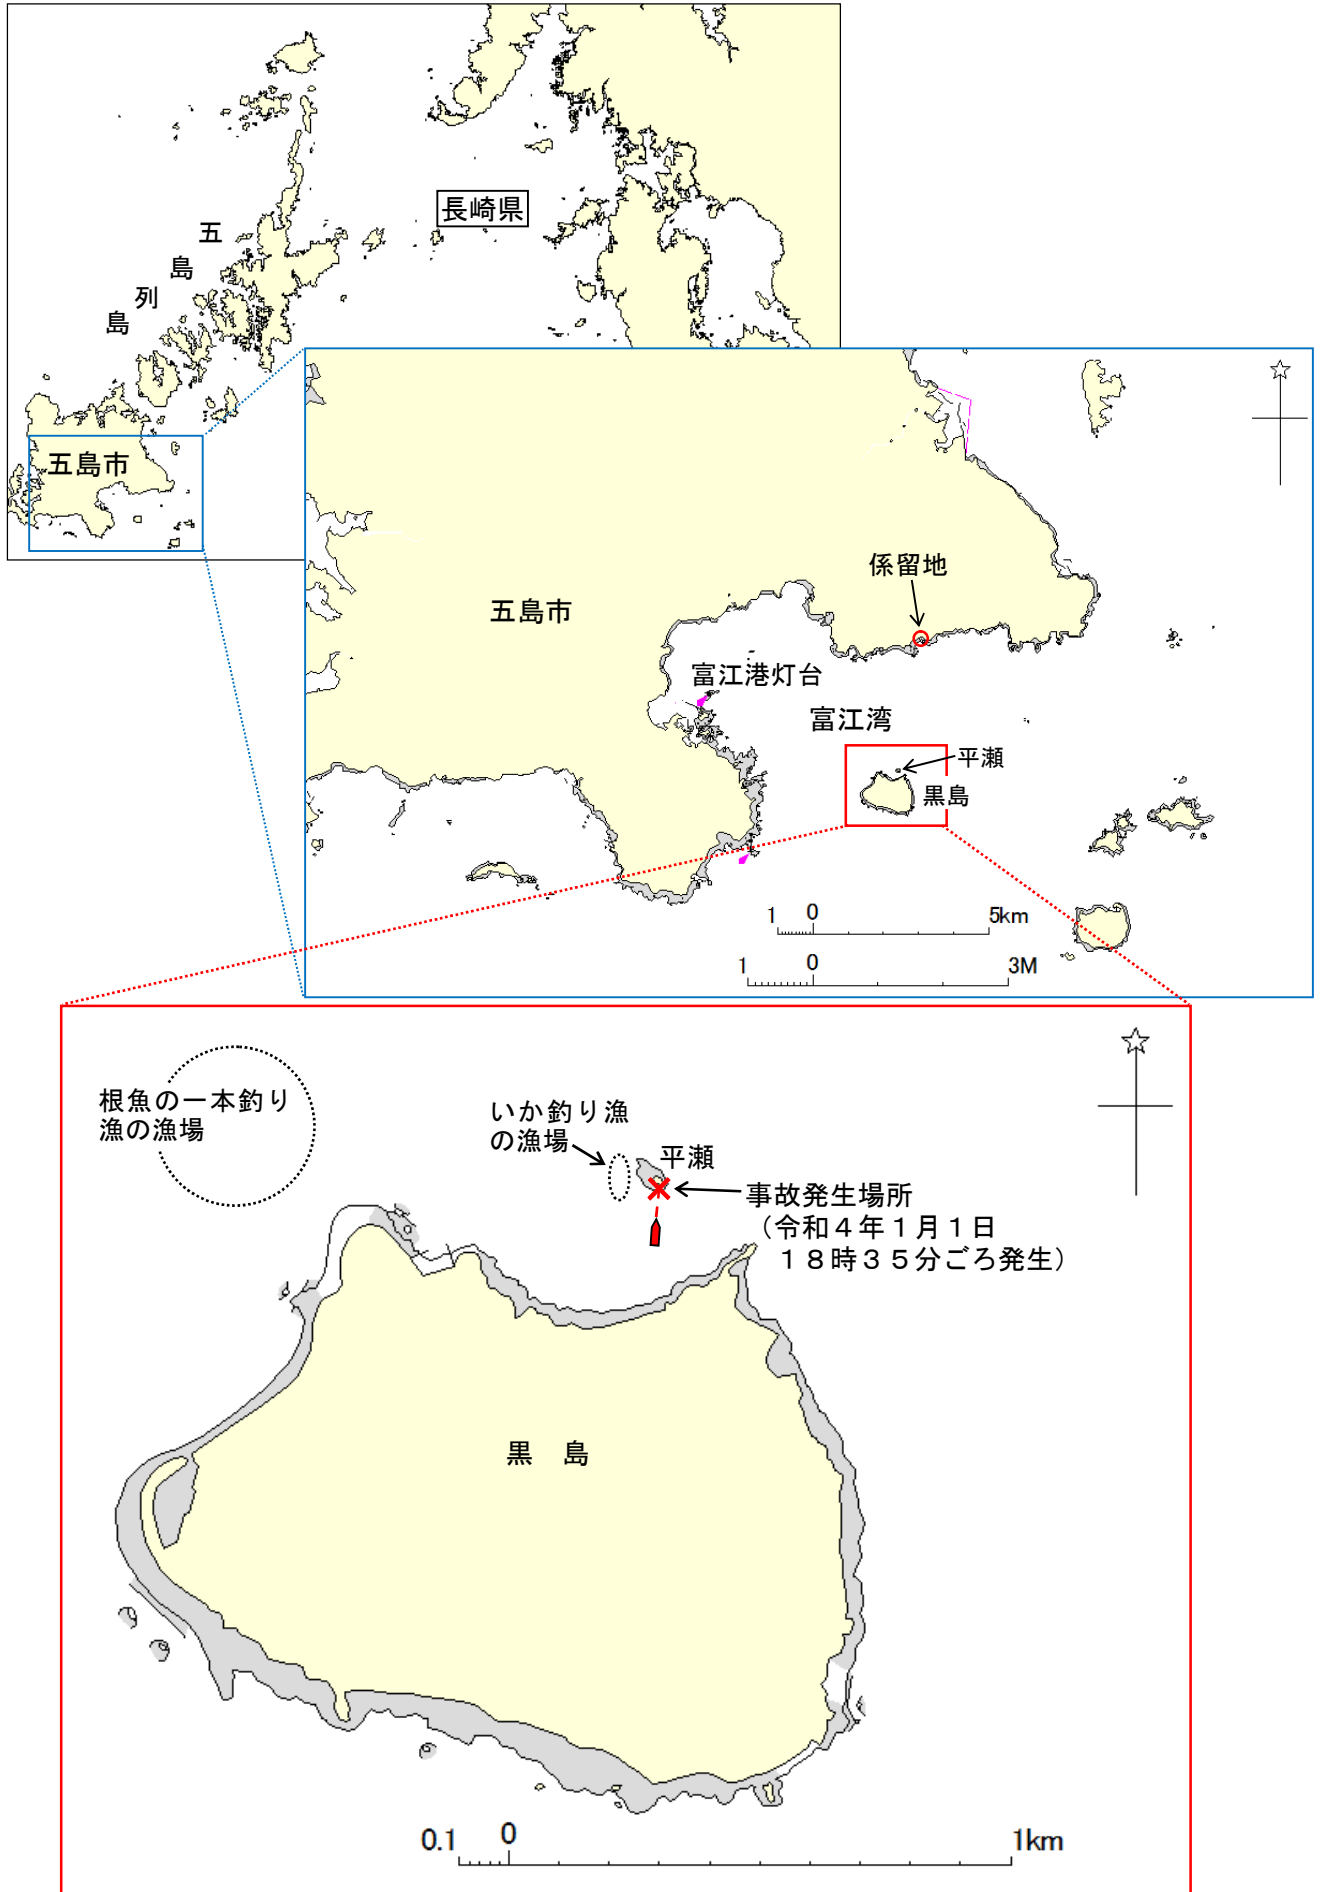 長崎県
五島列島
五島市
係留地
五島市
富江港灯台
富江湾
平瀬
黒島
1 0 5km
1 0 3M
根魚の一本釣り
漁の漁場
いか釣り漁
の漁場
平瀬
事故発生場所
（令和４年１月１日
１８時３５分ごろ発生）
黒 島
0.1 0 1km